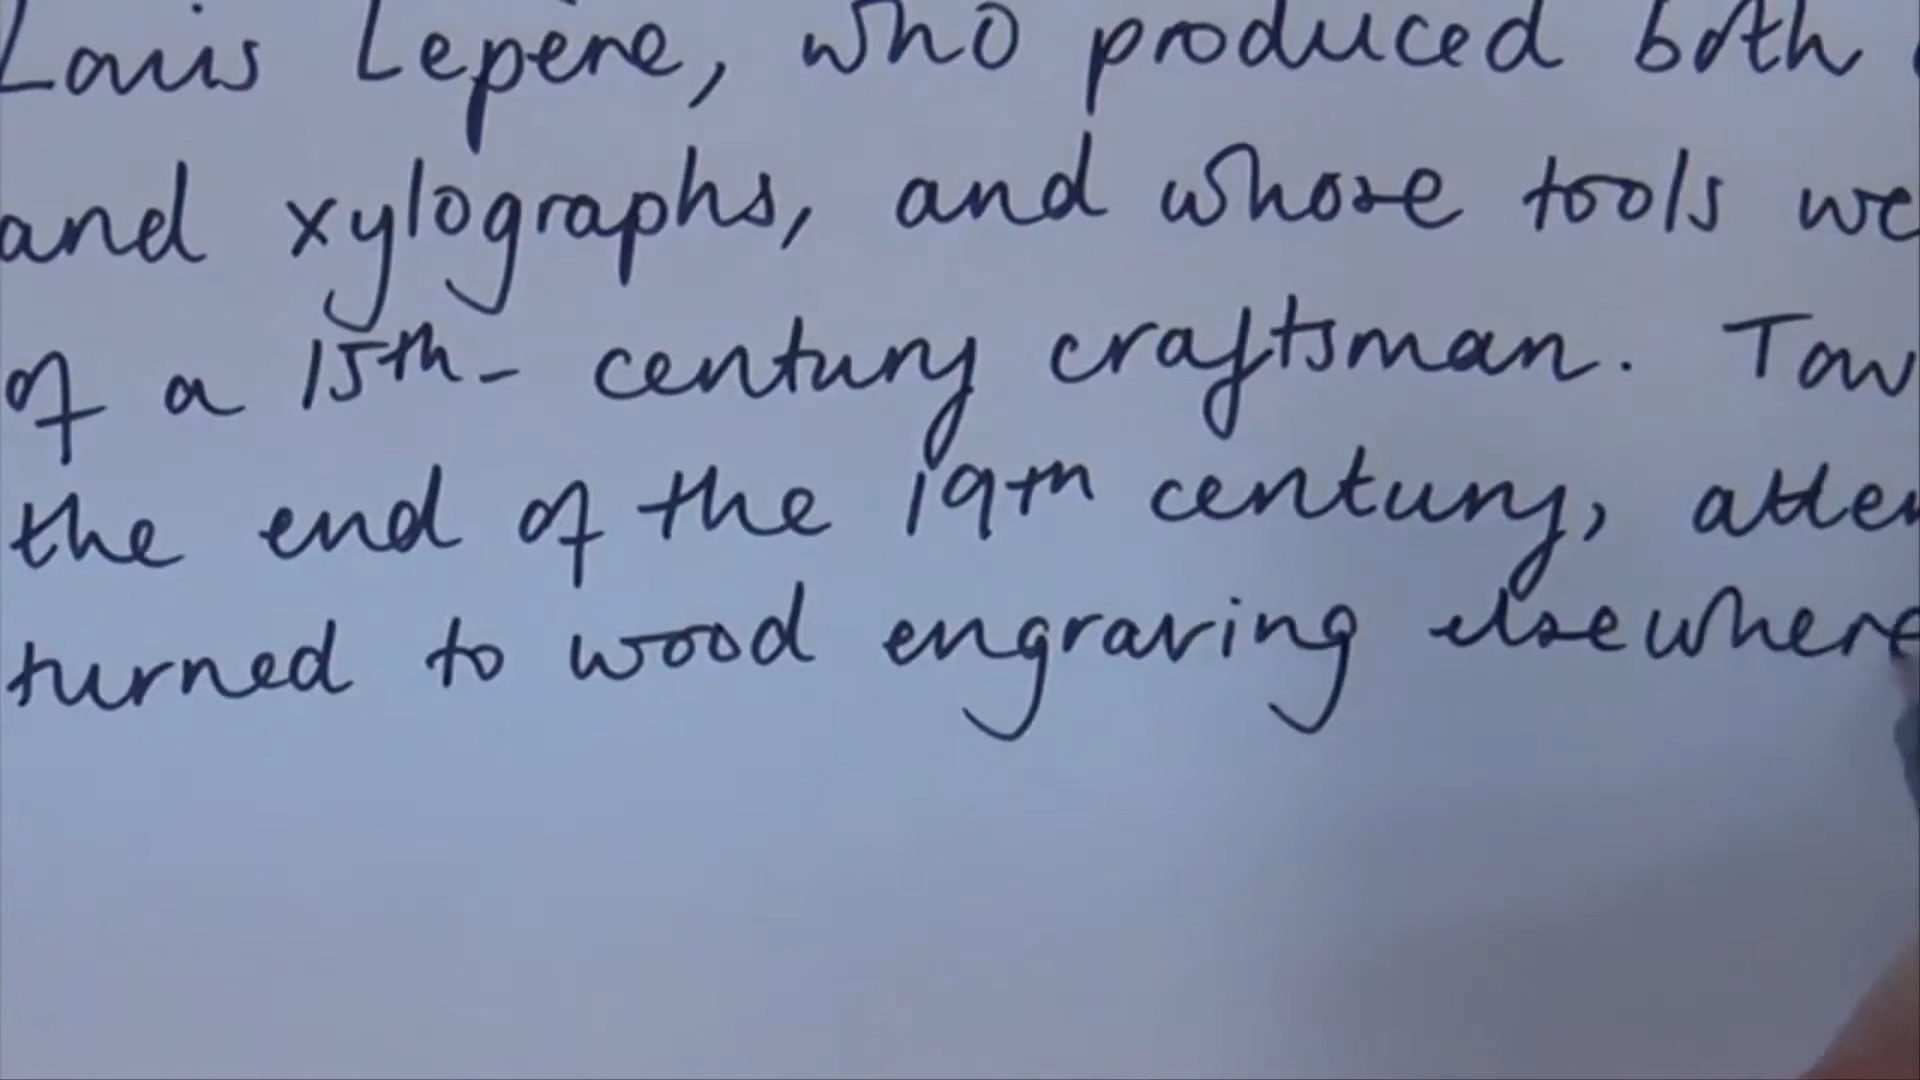 Louis Lepère, who produced both
and xylographs, and whose tools we
of a 15th-century craftsman. Tow
the end of the 19th century, atten
turned to wood engraving elsewhere